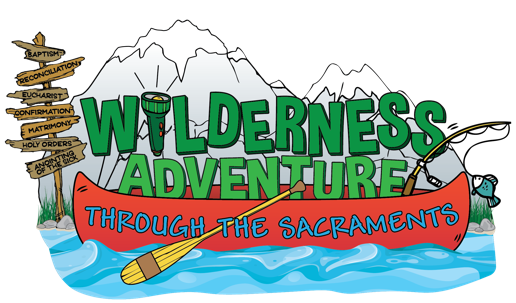 BAPTISM
RECONCILIATION
EUCHARIST
CONFIRMATION
MATRIMONY
HOLY ORDERS
ANOINTING
OF THE SICK
WILDERNESS
ADVENTURE
THROUGH THE SACRAMENTS